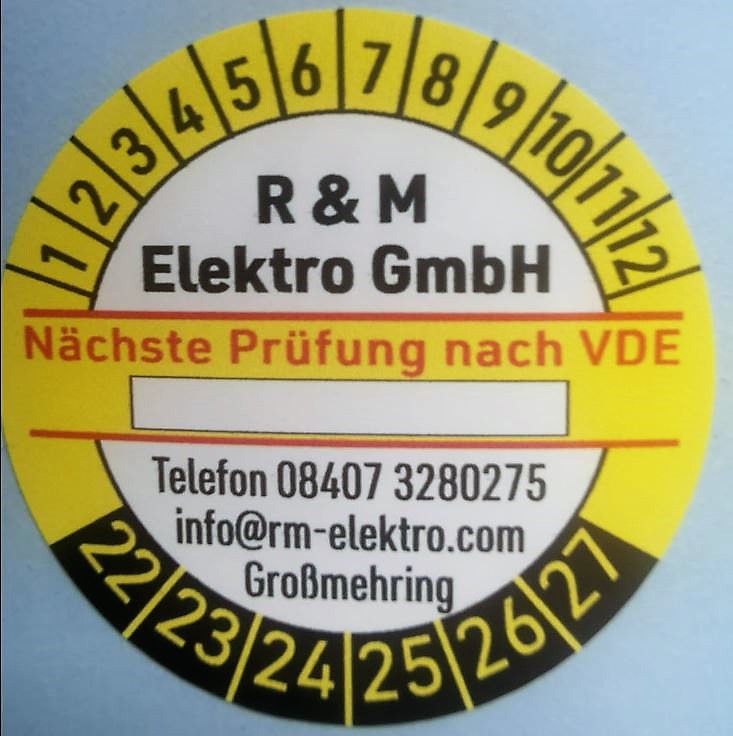 1 2 3 4 5 6 7 8 9 10 11 12
R & M
Elektro GmbH
Nächste Prüfung nach VDE
Telefon 08407 3280275
info@rm-elektro.com
Großmehring
22 23 24 25 26 27